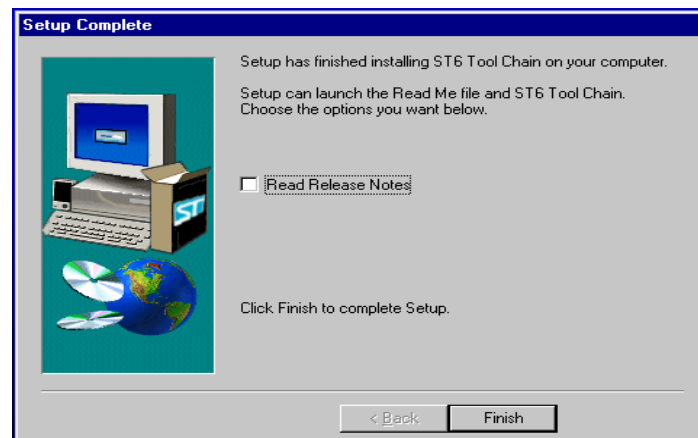 Setup Complete
Setup has finished installing ST6 Tool Chain on your computer.
Setup can launch the Read Me file and ST6 Tool Chain.
Choose the options you want below.
Read Release Notes
ST
Click Finish to complete Setup.
< Back
Finish